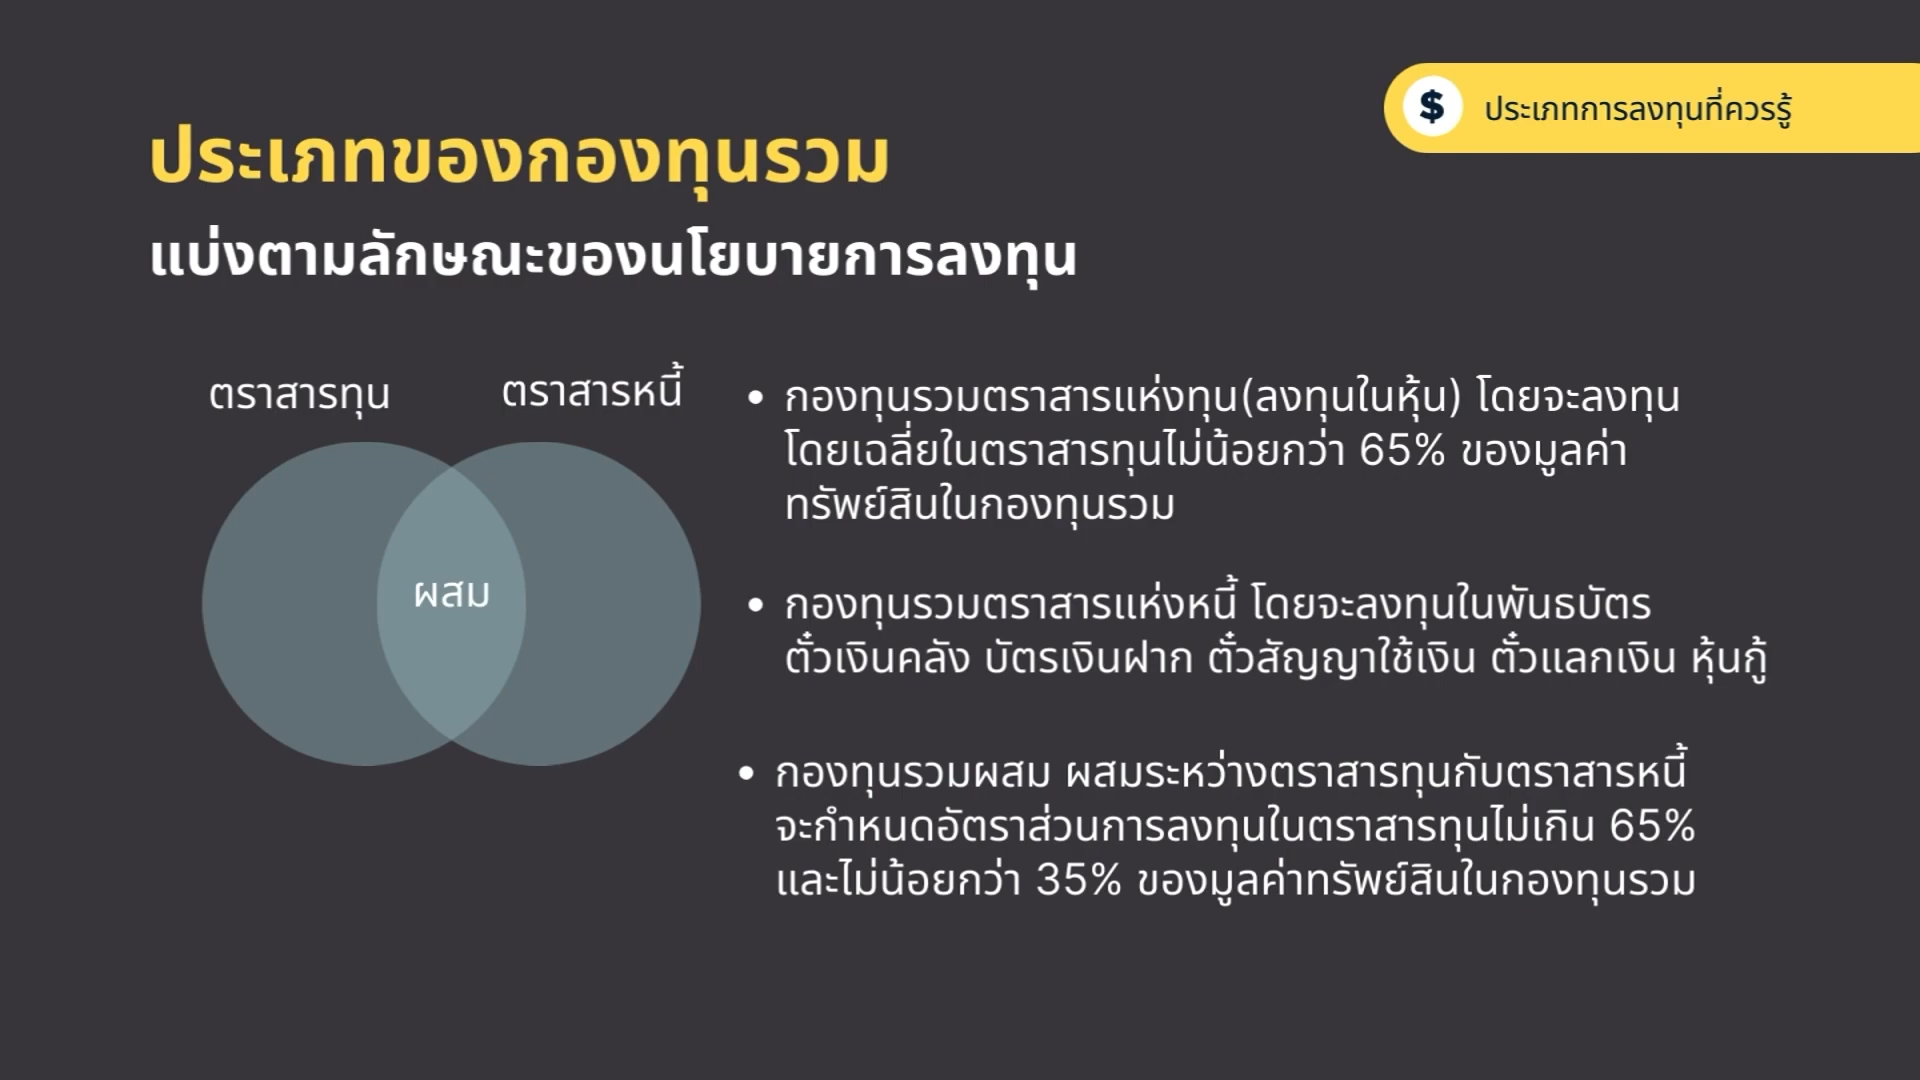 $ ประเภทการลงทุนที่ควรรู้
ประเภทของกองทุนรวม
แบ่งตามลักษณะของนโยบายการลงทุน
ตราสารทุน
ตราสารหนี้
ผสม
• กองทุนรวมตราสารแห่งทุน(ลงทุนในหุ้น) โดยจะลงทุน
โดยเฉลี่ยในตราสารทุนไม่น้อยกว่า 65% ของมูลค่า
ทรัพย์สินในกองทุนรวม
• กองทุนรวมตราสารแห่งหนี้ โดยจะลงทุนในพันธบัตร
ตั๋วเงินคลัง บัตรเงินฝาก ตั๋วสัญญาใช้เงิน ตั๋วแลกเงิน หุ้นกู้
• กองทุนรวมผสม ผสมระหว่างตราสารทุนกับตราสารหนี้
จะกำหนดอัตราส่วนการลงทุนในตราสารทุนไม่เกิน 65%
และไม่น้อยกว่า 35% ของมูลค่าทรัพย์สินในกองทุนรวม